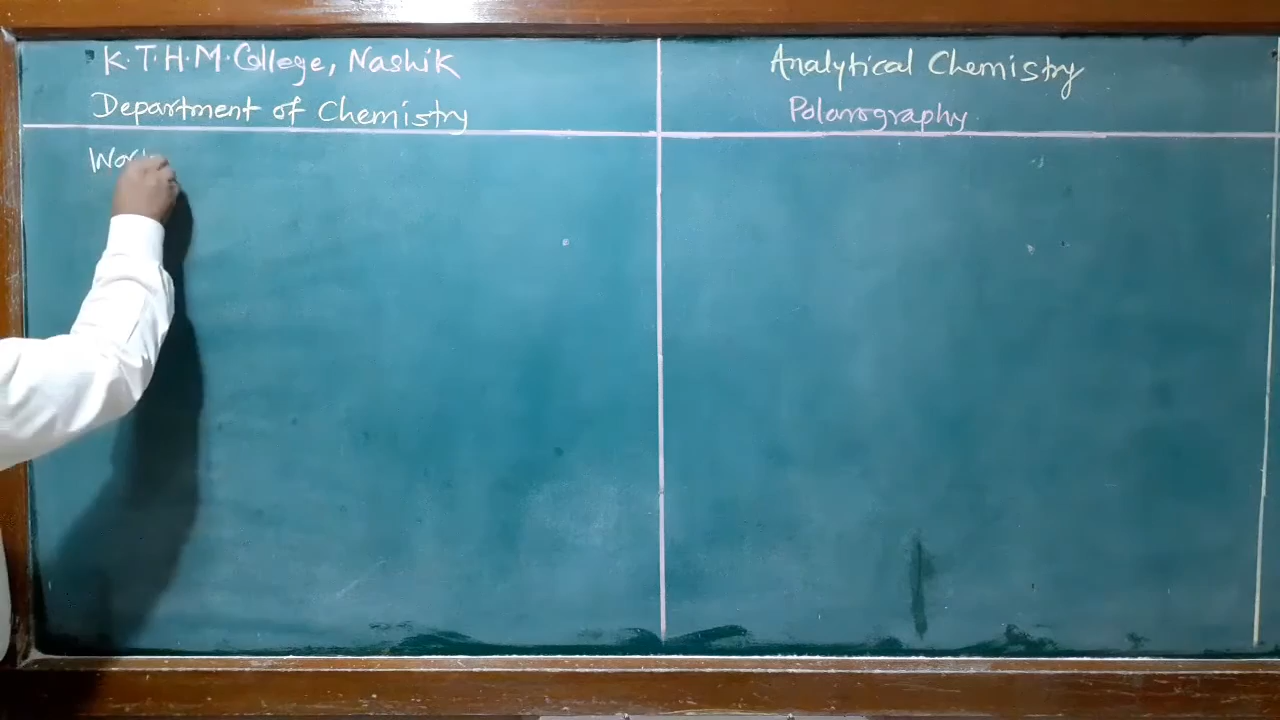 K.T.H.M. College, Nashik
Department of Chemistry
Analytical Chemistry
Polarography